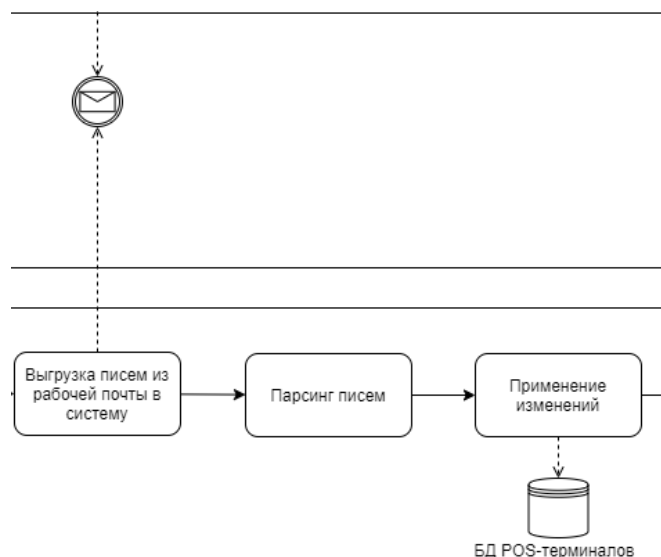 Выгрузка писем из
рабочей почты в
систему
Парсинг писем
Применение
изменений
БД POS-терминалов